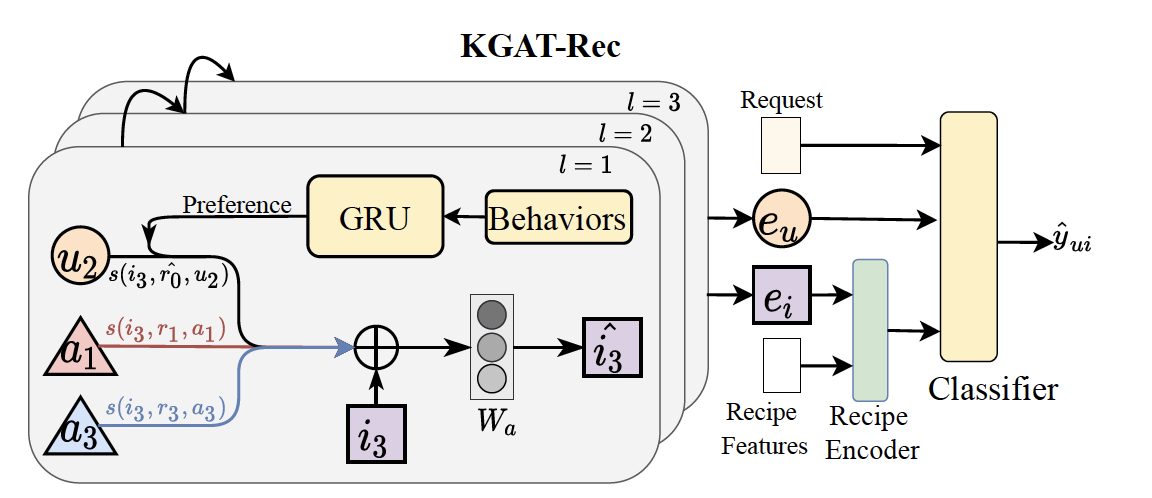 KGAT-Rec
l = 3
l = 2
l = 1
Request
Preference
GRU
Behaviors
u₂
s(i₃, r̂₀, u₂)
eᵤ
ŷᵤᵢ
s(i₃, r₁, a₁)
a₁
eᵢ
î₃
s(i₃, r₃, a₃)
a₃
i₃
Wₐ
Classifier
Recipe
Features
Recipe
Encoder